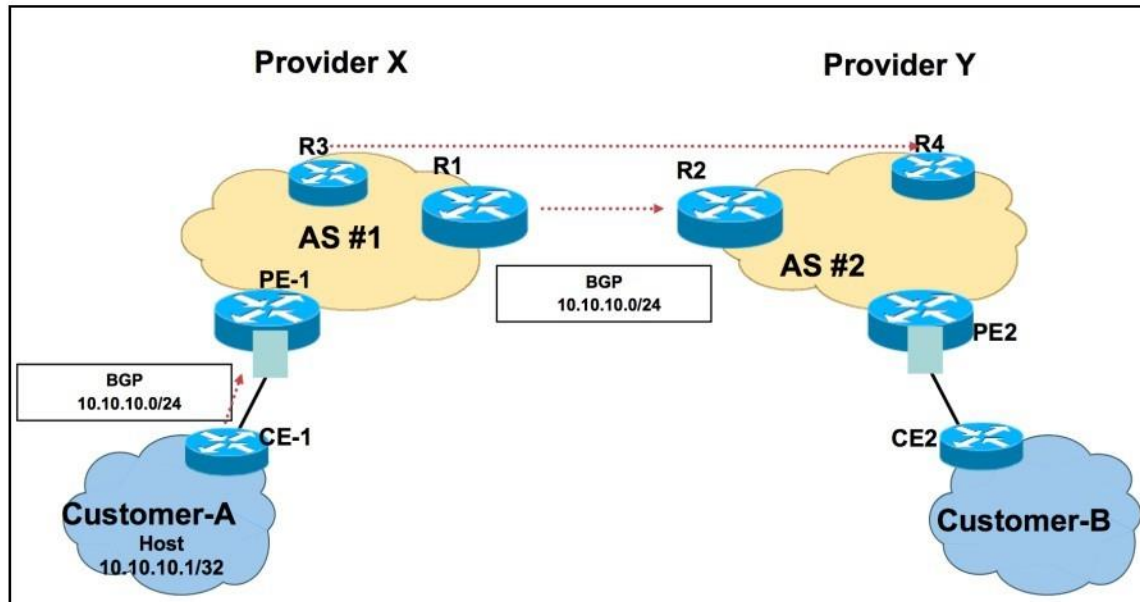 Provider X
Provider Y
R3
R4
R1
R2
AS #1
AS #2
PE-1
BGP
10.10.10.0/24
PE2
BGP
10.10.10.0/24
CE-1
CE2
Customer-A
Host
10.10.10.1/32
Customer-B